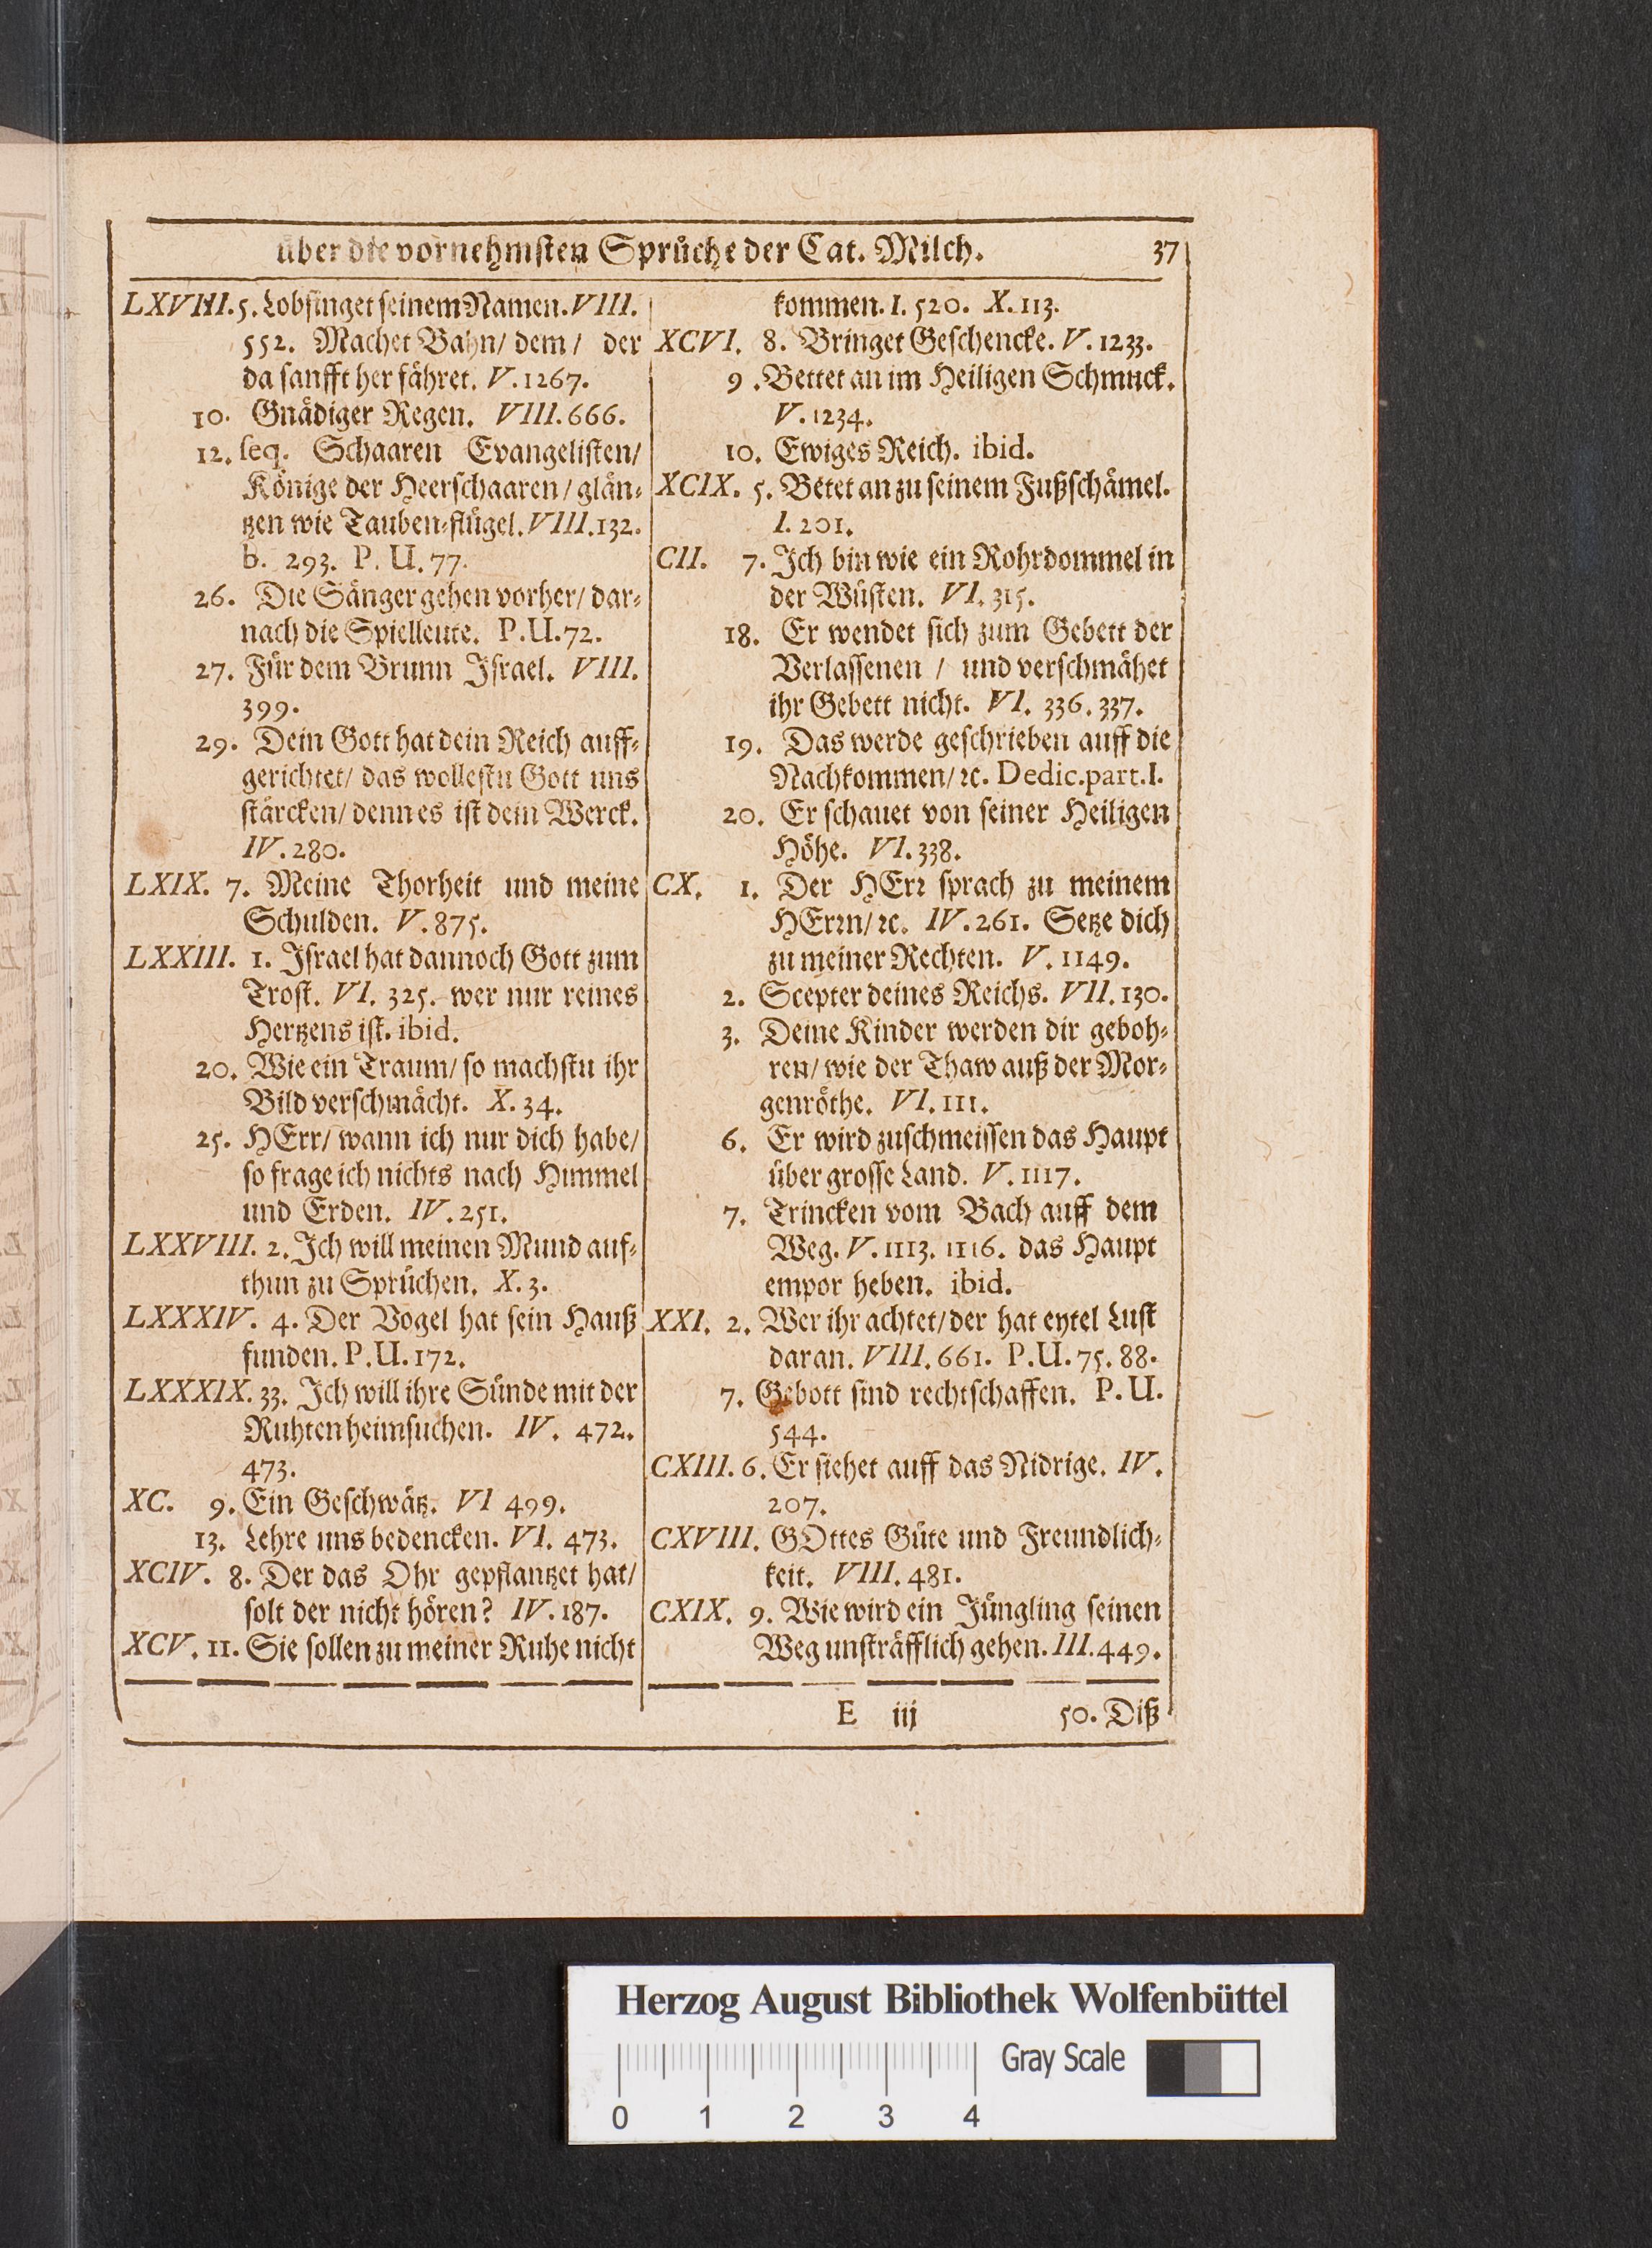 über die vornehmsten Sprüche der Cat. Milch. 37
LXVIII. 5. Lobsinget seinem Namen. VIII.
552. Machet Bahn/ dem/ der
da sanfft her fähret. V. 1267.
10. Gnädiger Regen. VIII. 666.
12. seq. Schaaren Evangelisten/
Könige der Heerschaaren/ glän-
tzen wie Tauben-flügel. VIII. 132.
b. 293. P. U. 77.
26. Die Sänger gehen vorher/ dar-
nach die Spielleute. P. U. 72.
27. Für dem Brunn Israel. VIII.
399.
29. Dein Gott hat dein Reich auff-
gerichtet/ das wollestu Gott uns
stärcken/ denn es ist dein Werck.
IV. 280.
LXIX. 7. Meine Thorheit und meine
Schulden. V. 875.
LXXIII. 1. Israel hat dannoch Gott zum
Trost. VI. 325. wer nur reines
Hertzens ist. ibid.
20. Wie ein Traum/ so machstu ihr
Bild verschmächt. X. 34.
25. HErr/ wann ich nur dich habe/
so frage ich nichts nach Himmel
und Erden. IV. 251.
LXXVIII. 2. Ich will meinen Mund auf-
thun zu Sprüchen. X. 3.
LXXXIV. 4. Der Vogel hat sein Hauß
funden. P. U. 172.
LXXXIX. 33. Ich will ihre Sünde mit der
Ruhten heimsuchen. IV. 472.
473.
XC. 9. Ein Geschwätz. VI 499.
13. Lehre uns bedencken. VI. 473.
XCIV. 8. Der das Ohr gepflantzet hat/
solt der nicht hören? IV. 187.
XCV. 11. Sie sollen zu meiner Ruhe nicht
kommen. I. 520. X. 113.
XCVI. 8. Bringet Geschencke. V. 1233.
9. Bettet an im Heiligen Schmuck.
V. 1234.
10. Ewiges Reich. ibid.
XCIX. 5. Betet an zu seinem Fußschämel.
I. 201.
CII. 7. Ich bin wie ein Rohrdommel in
der Wüsten. VI. 315.
18. Er wendet sich zum Gebett der
Verlassenen / und verschmähet
ihr Gebett nicht. VI. 336. 337.
19. Das werde geschrieben auff die
Nachkommen/ ꝛc. Dedic. part. I.
20. Er schauet von seiner Heiligen
Höhe. VI. 338.
CX. 1. Der HErꝛ sprach zu meinem
HErꝛn/ ꝛc. IV. 261. Setze dich
zu meiner Rechten. V. 1149.
2. Scepter deines Reichs. VII. 130.
3. Deine Kinder werden dir geboh-
ren/ wie der Thaw auß der Mor-
genröthe. VI. 111.
6. Er wird zuschmeissen das Haupt
über grosse Land. V. 1117.
7. Trincken vom Bach auff dem
Weg. V. 1113. 1116. das Haupt
empor heben. ibid.
XXI. 2. Wer ihr achtet/ der hat eytel Lust
daran. VIII. 661. P. U. 75. 88.
7. Gebott sind rechtschaffen. P. U.
544.
CXIII. 6. Er siehet auff das Nidrige. IV.
207.
CXVIII. GOttes Güte und Freundlich-
keit. VIII. 481.
CXIX. 9. Wie wird ein Jüngling seinen
Weg unsträfflich gehen. III. 449.
E iij 50. Diß
Herzog August Bibliothek Wolfenbüttel
Gray Scale
0 1 2 3 4